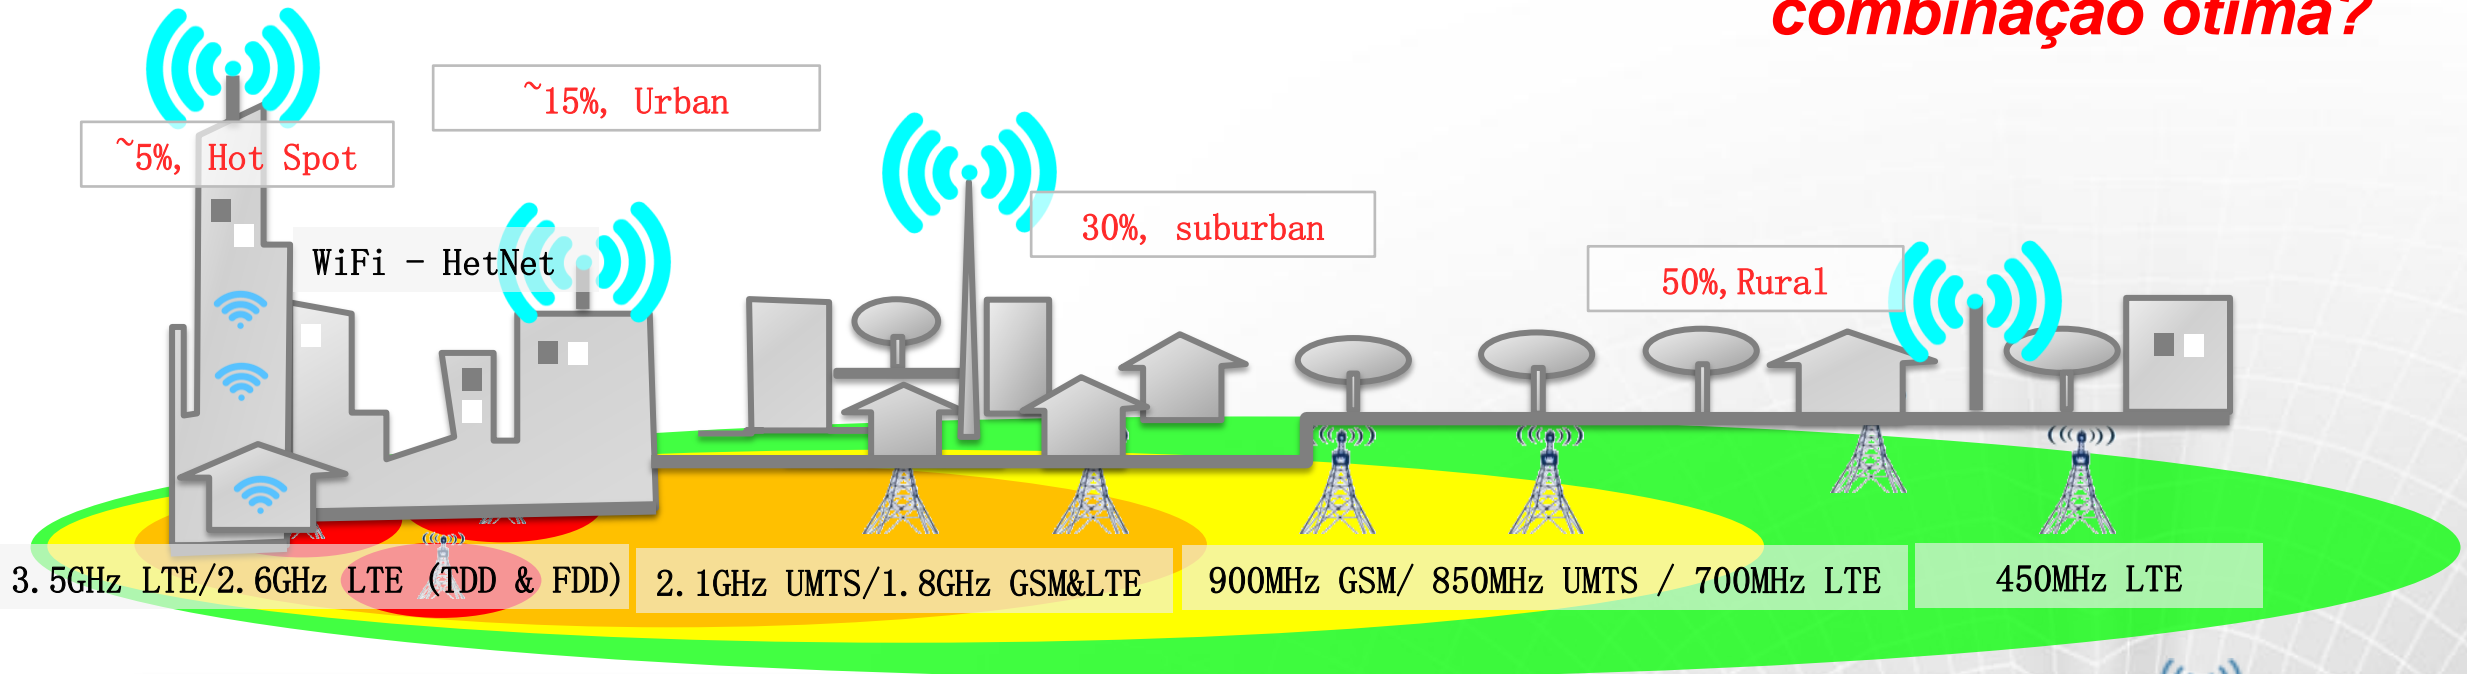 combinação ótima?
~15%, Urban
~5%, Hot Spot
30%, suburban
WiFi - HetNet
50%,Rural
3.5GHz LTE/2.6GHz LTE (TDD & FDD)
2.1GHz UMTS/1.8GHz GSM&LTE
900MHz GSM/ 850MHz UMTS / 700MHz LTE
450MHz LTE